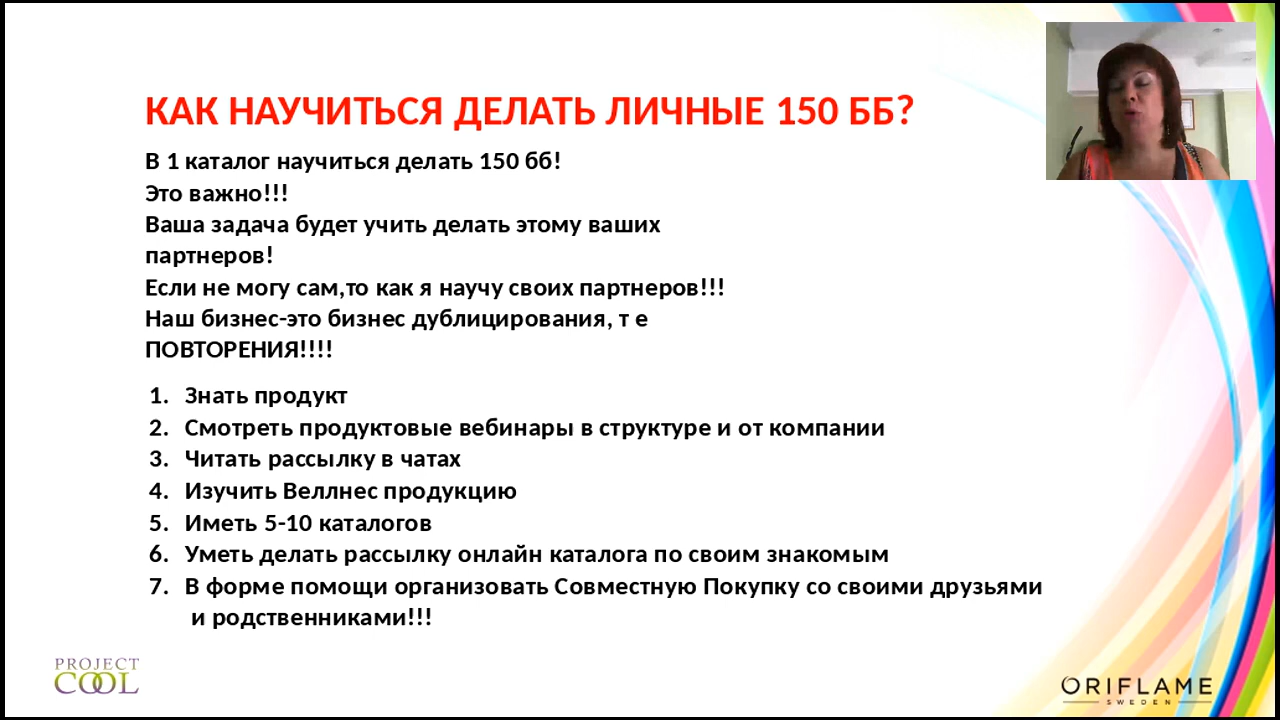 КАК НАУЧИТЬСЯ ДЕЛАТЬ ЛИЧНЫЕ 150 ББ?
В 1 каталог научиться делать 150 бб!
Это важно!!!
Ваша задача будет учить делать этому ваших
партнеров!
Если не могу сам,то как я научу своих партнеров!!!
Наш бизнес-это бизнес дублицирования, т е
ПОВТОРЕНИЯ!!!!
1. Знать продукт
2. Смотреть продуктовые вебинары в структуре и от компании
3. Читать рассылку в чатах
4. Изучить Веллнес продукцию
5. Иметь 5-10 каталогов
6. Уметь делать рассылку онлайн каталога по своим знакомым
7. В форме помощи организовать Совместную Покупку со своими друзьями
и родственниками!!!
PROJECT
COOL
ORIFLAME
SWEDEN